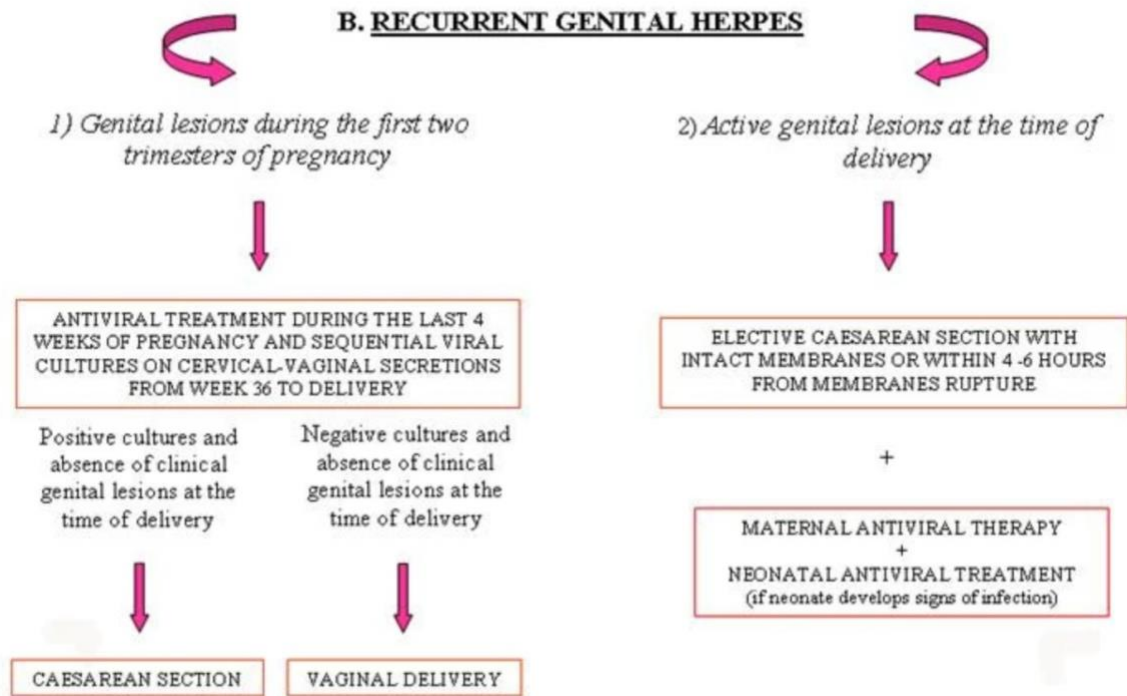 B. RECURRENT GENITAL HERPES
1) Genital lesions during the first two
trimesters of pregnancy
ANTIVIRAL TREATMENT DURING THE LAST 4
WEEKS OF PREGNANCY AND SEQUENTIAL VIRAL
CULTURES ON CERVICAL-VAGINAL SECRETIONS
FROM WEEK 36 TO DELIVERY
Positive cultures and
absence of clinical
genital lesions at the
time of delivery
CAESAREAN SECTION
Negative cultures and
absence of clinical
genital lesions at the
time of delivery
VAGINAL DELIVERY
2) Active genital lesions at the time of
delivery
ELECTIVE CAESAREAN SECTION WITH
INTACT MEMBRANES OR WITHIN 4 -6 HOURS
FROM MEMBRANES RUPTURE
+
MATERNAL ANTIVIRAL THERAPY
+
NEONATAL ANTIVIRAL TREATMENT
(if neonate develops signs of infection)